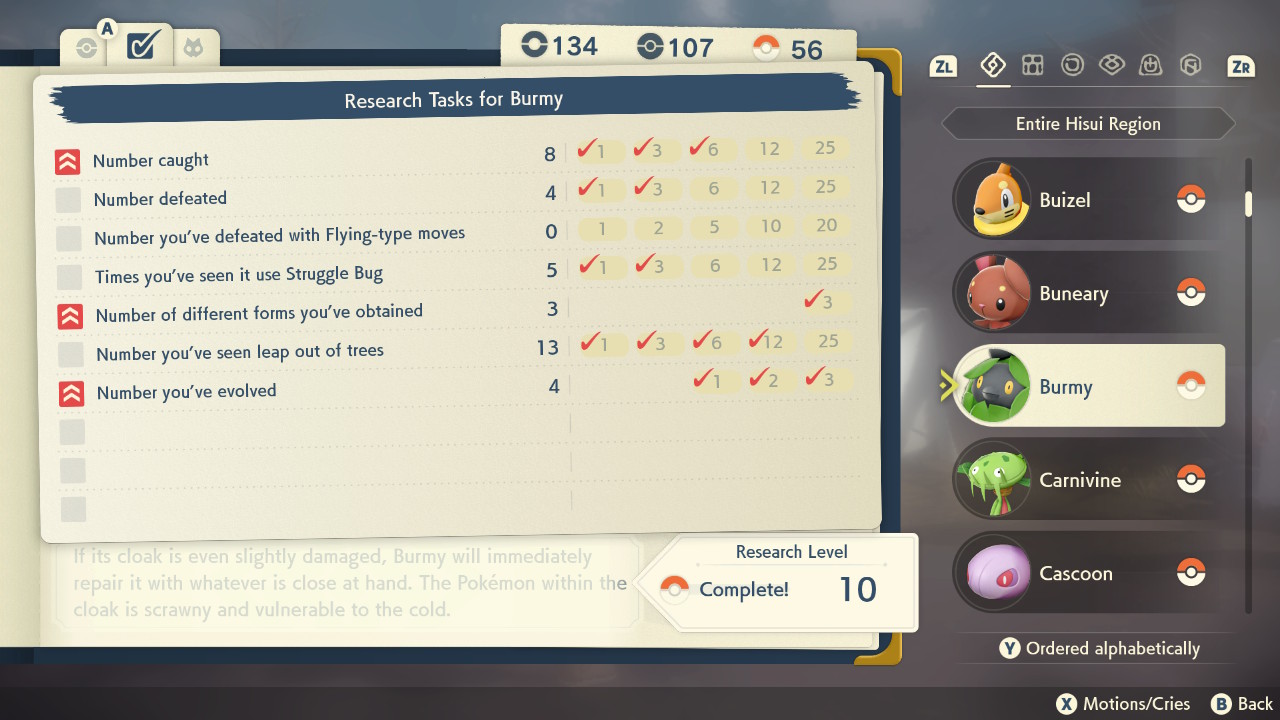 A
134
107
56
Research Tasks for Burmy
Number caught 8 1 3 6 12 25
Number defeated 4 1 3 6 12 25
Number you've defeated with Flying-type moves 0 1 2 5 10 20
Times you've seen it use Struggle Bug 5 1 3 6 12 25
Number of different forms you've obtained 3 3
Number you've seen leap out of trees 13 1 3 6 12 25
Number you've evolved 4 1 2 3
If its cloak is even slightly damaged, Burmy will immediately
repair it with whatever is close at hand. The Pokémon within the
cloak is scrawny and vulnerable to the cold.
Research Level
Complete! 10
ZL
ZR
Entire Hisui Region
Buizel
Buneary
Burmy
Carnivine
Cascoon
Y Ordered alphabetically
X Motions/Cries B Back